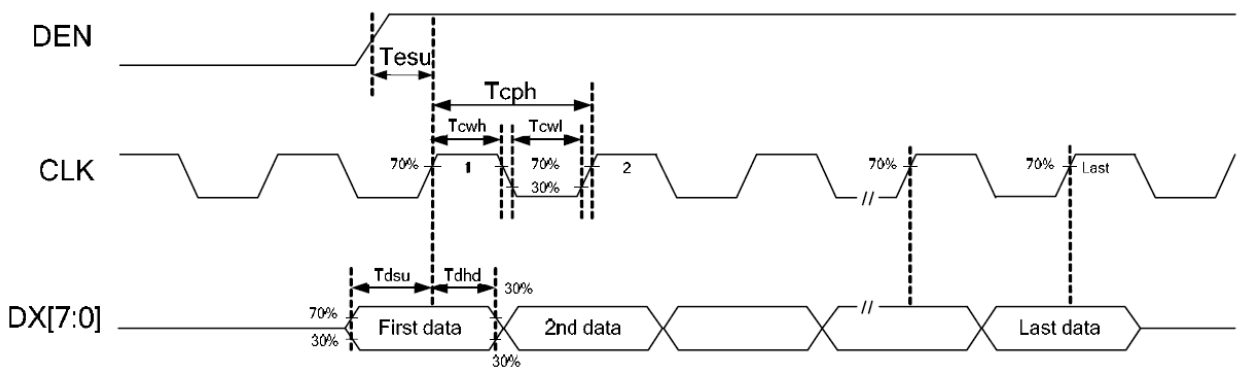 DEN
Tesu
Tcph
Tcwh
Tcwl
CLK
70%
1
70%
30%
2
//
70%
70%
Last
Tdsu
Tdhd
30%
DX[7:0]
70%
30%
First data
30%
2nd data
//
Last data